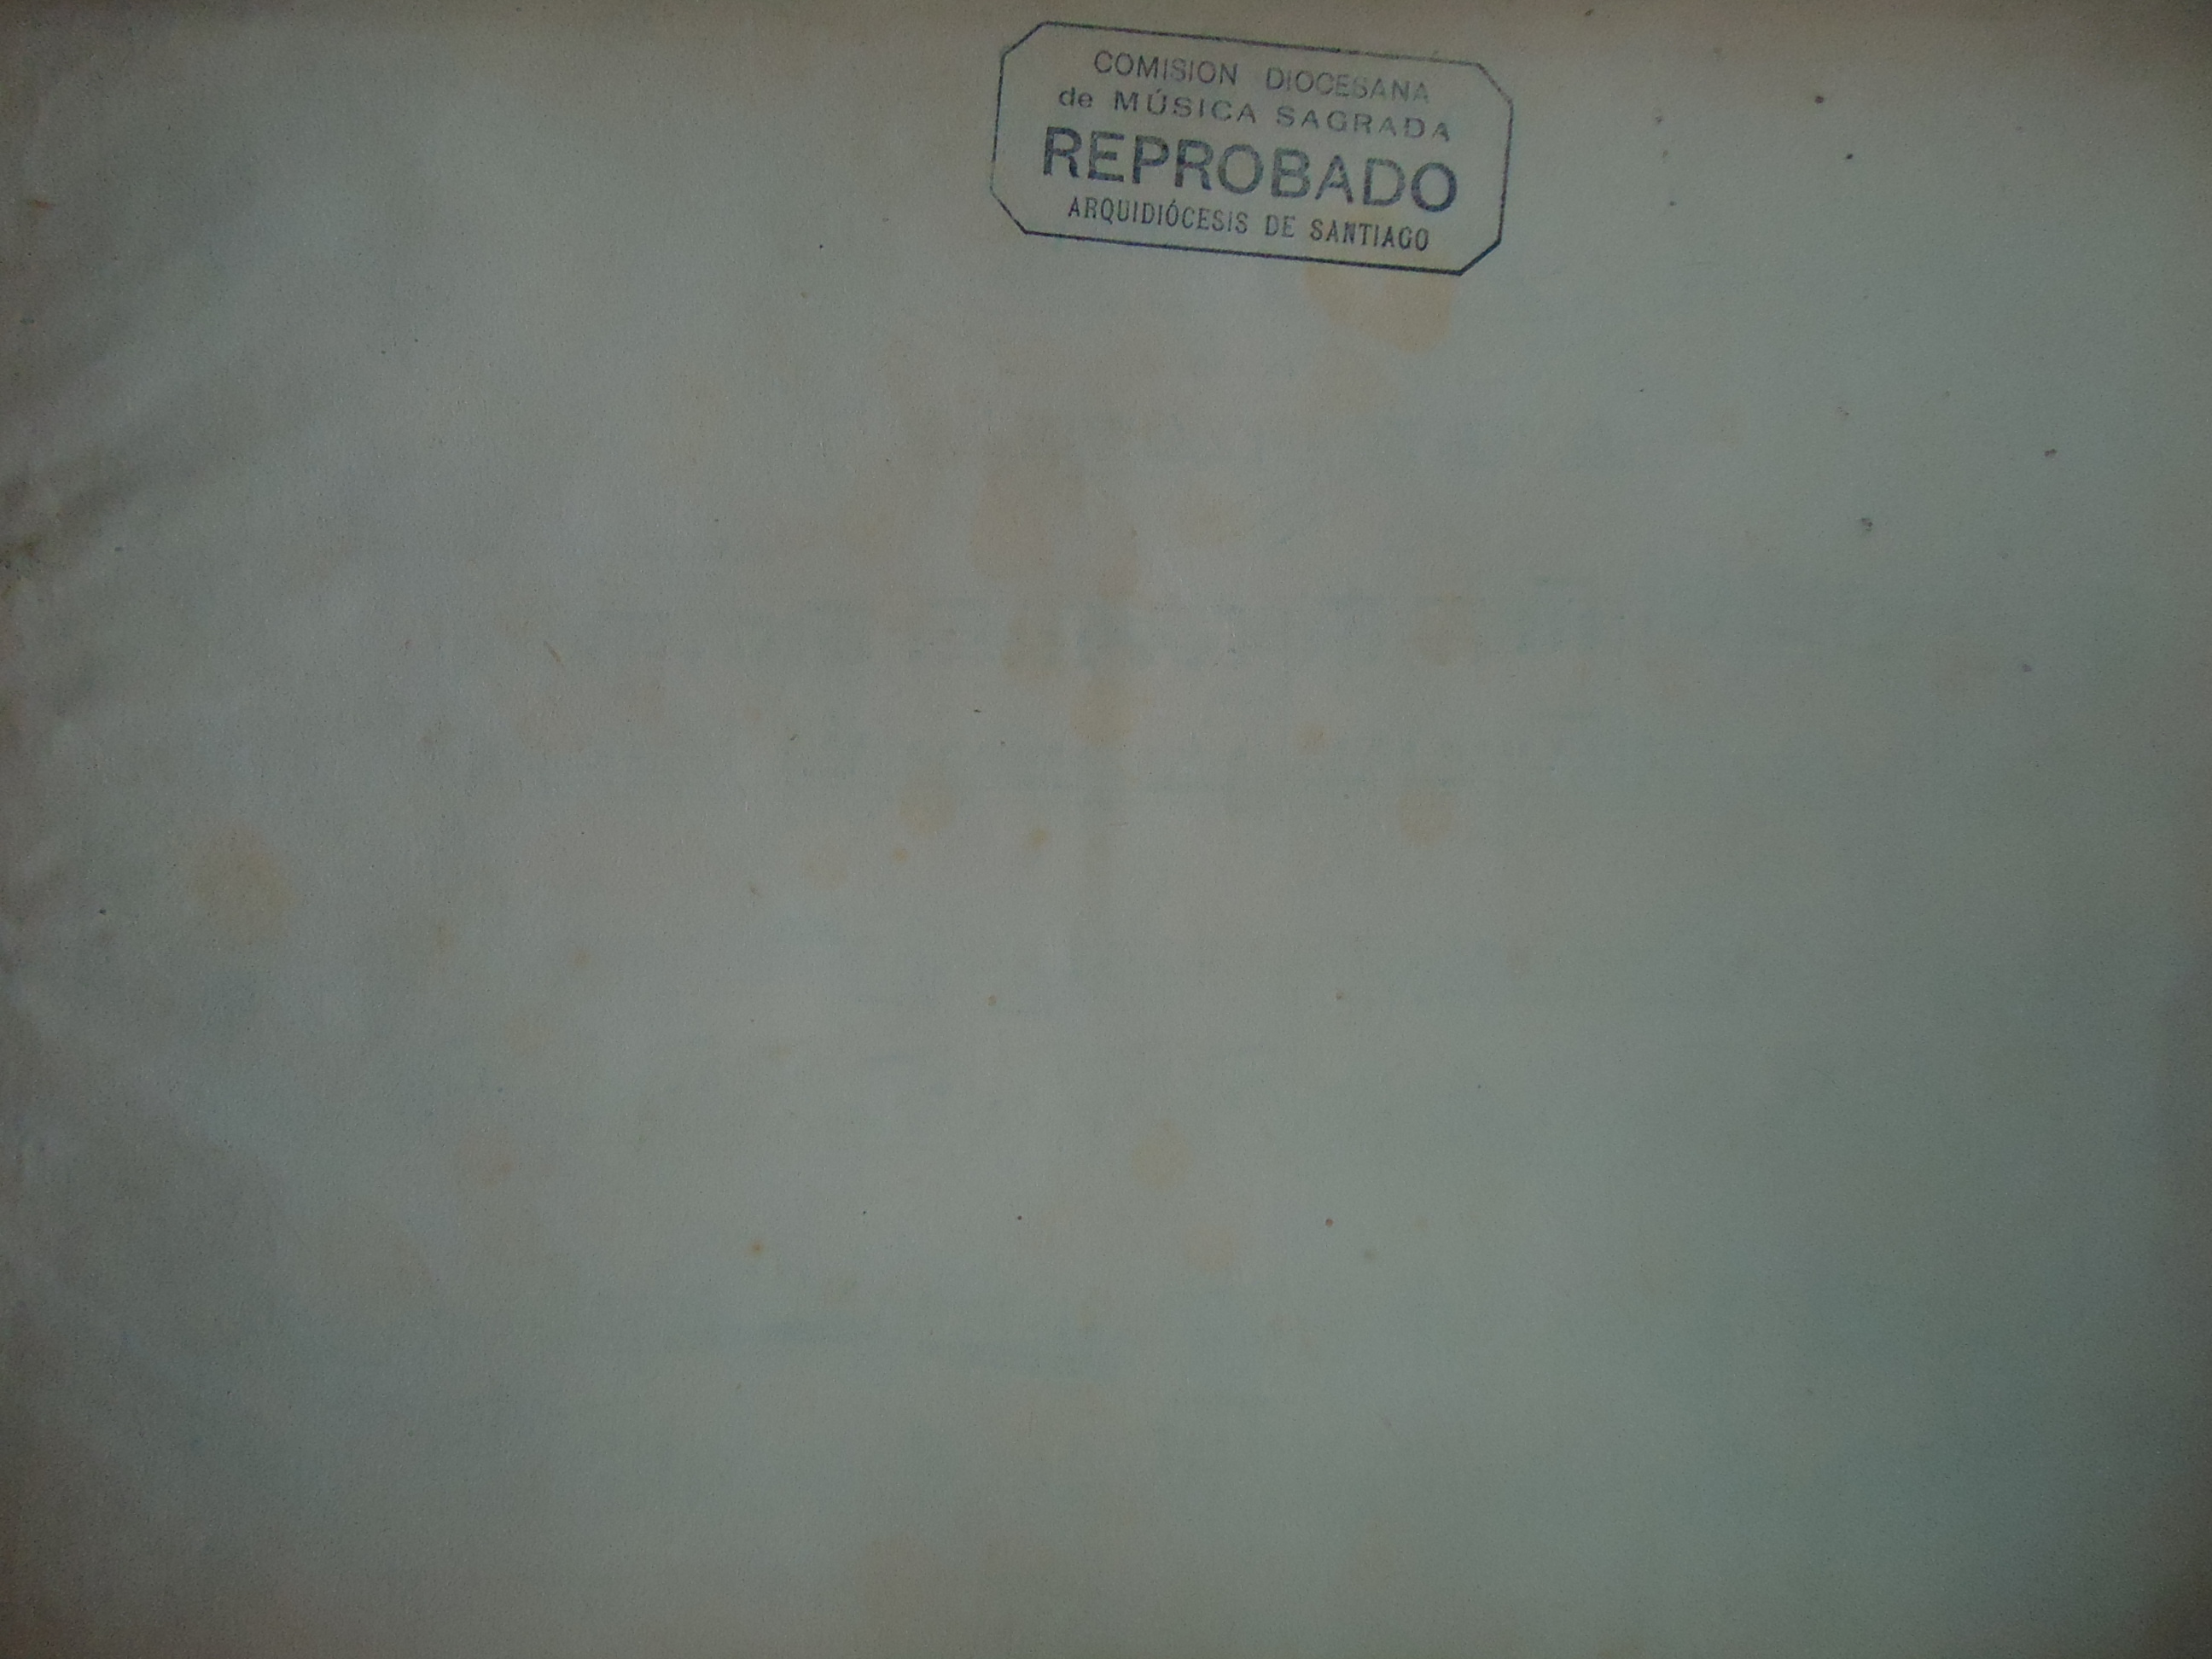 COMISION DIOCESANA
de MÚSICA SAGRADA
REPROBADO
ARQUIDIÓCESIS DE SANTIAGO